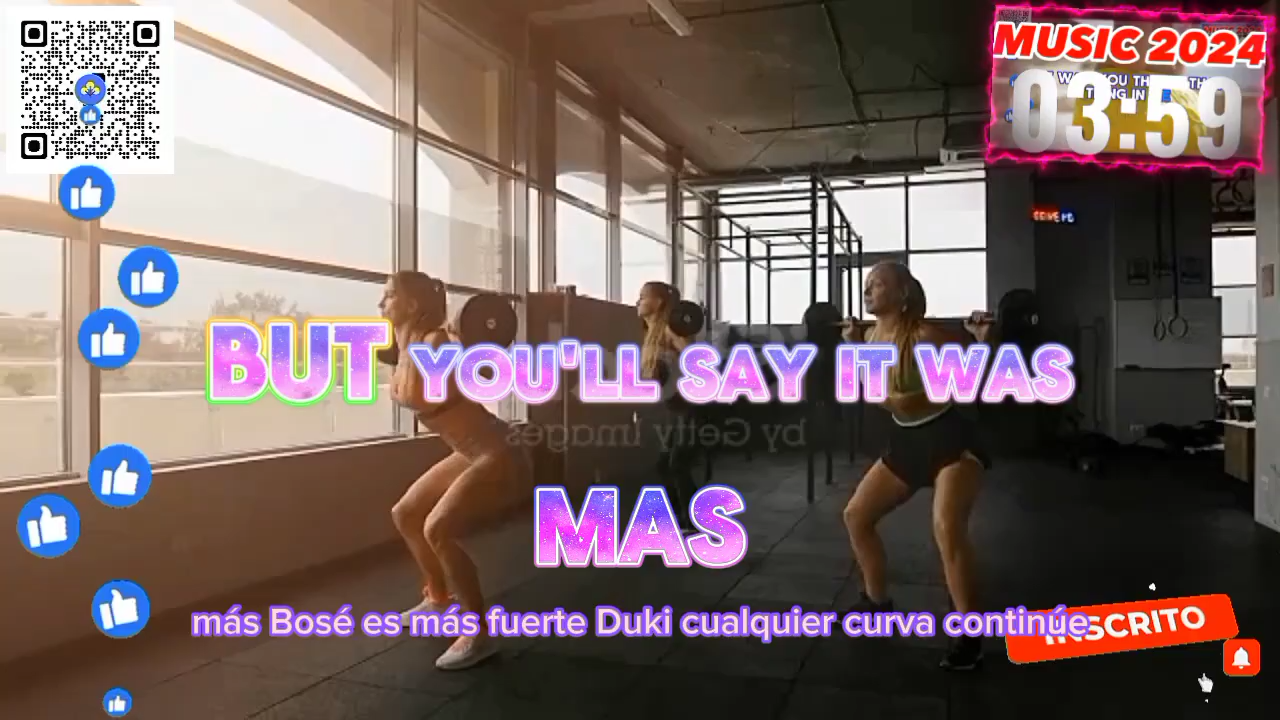 MUSIC 2024
03:59
BUT YOU'LL SAY IT WAS
by Getty Images
MAS
más Bosé es más fuerte Duki cualquier curva continúe
INSCRITO